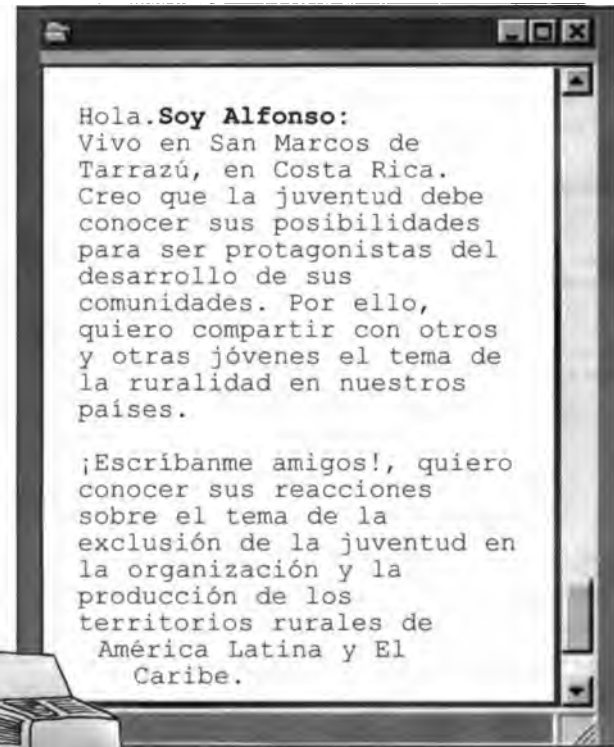 Hola.Soy Alfonso:
Vivo en San Marcos de
Tarrazú, en Costa Rica.
Creo que la juventud debe
conocer sus posibilidades
para ser protagonistas del
desarrollo de sus
comunidades. Por ello,
quiero compartir con otros
y otras jóvenes el tema de
la ruralidad en nuestros
países.
¡Escríbanme amigos!, quiero
conocer sus reacciones
sobre el tema de la
exclusión de la juventud en
la organización y la
producción de los
territorios rurales de
América Latina y El
Caribe.